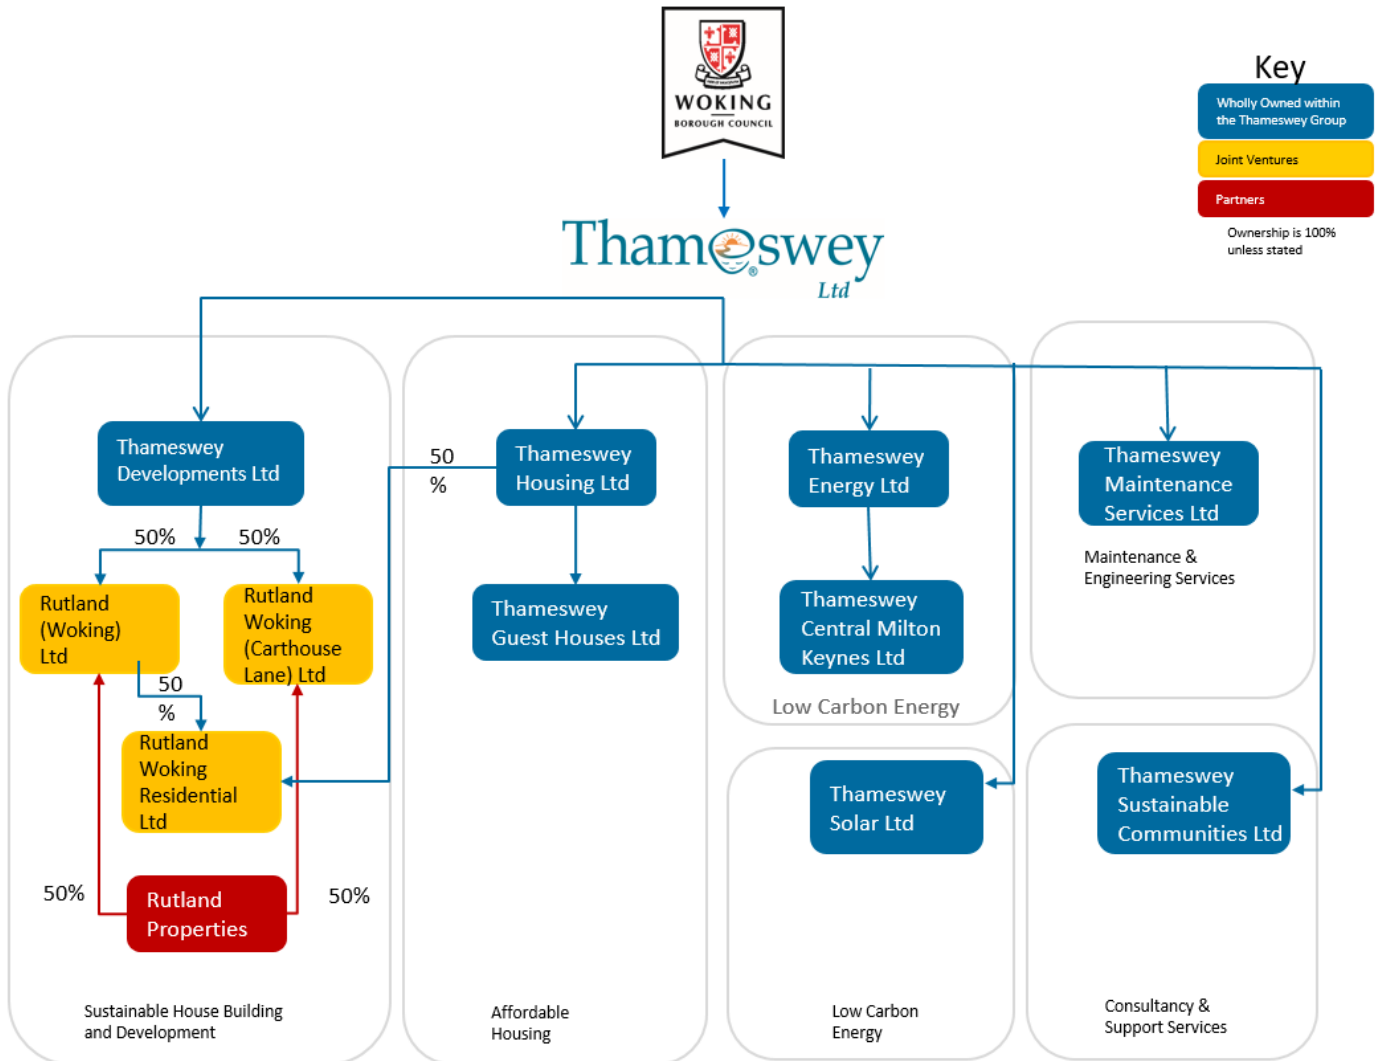 WOKING
BOROUGH COUNCIL
Key
Wholly Owned within
the Thameswey Group
Joint Ventures
Partners
Ownership is 100%
unless stated
Thameswey
®
Ltd
Thameswey
Developments Ltd
50%
50%
Rutland
(Woking)
Ltd
Rutland
Woking
(Carthouse
Lane) Ltd
50
%
Rutland
Woking
Residential
Ltd
50%
Rutland
Properties
50%
Sustainable House Building
and Development
50
%
Thameswey
Housing Ltd
Thameswey
Guest Houses Ltd
Affordable
Housing
Thameswey
Energy Ltd
Thameswey
Central Milton
Keynes Ltd
Low Carbon Energy
Thameswey
Solar Ltd
Low Carbon
Energy
Thameswey
Maintenance
Services Ltd
Maintenance &
Engineering Services
Thameswey
Sustainable
Communities Ltd
Consultancy &
Support Services